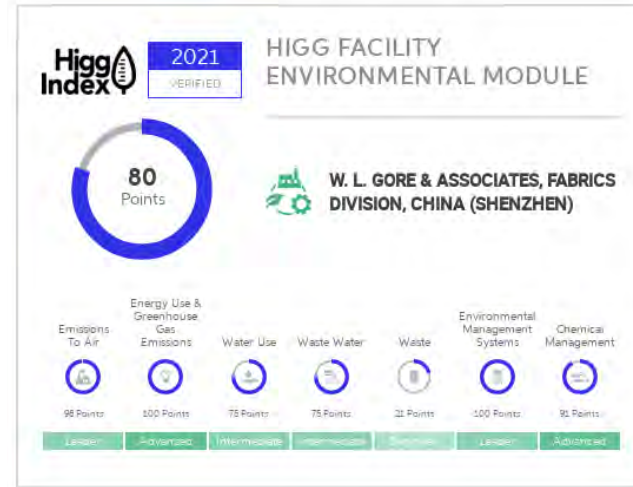 Higg
Index
2021
VERIFIED
HIGG FACILITY
ENVIRONMENTAL MODULE
80
Points
W. L. GORE & ASSOCIATES, FABRICS
DIVISION, CHINA (SHENZHEN)
Emissions
To Air
Energy Use &
Greenhouse
Gas
Emissions
Water Use
Waste Water
Waste
Environmental
Management
Systems
Chemical
Management
Points
100 Points
75 Points
75 Points
21 Points
100 Points
91 Points
Leader
Advanced
Intermediate
Intermediate
Leader
Advanced